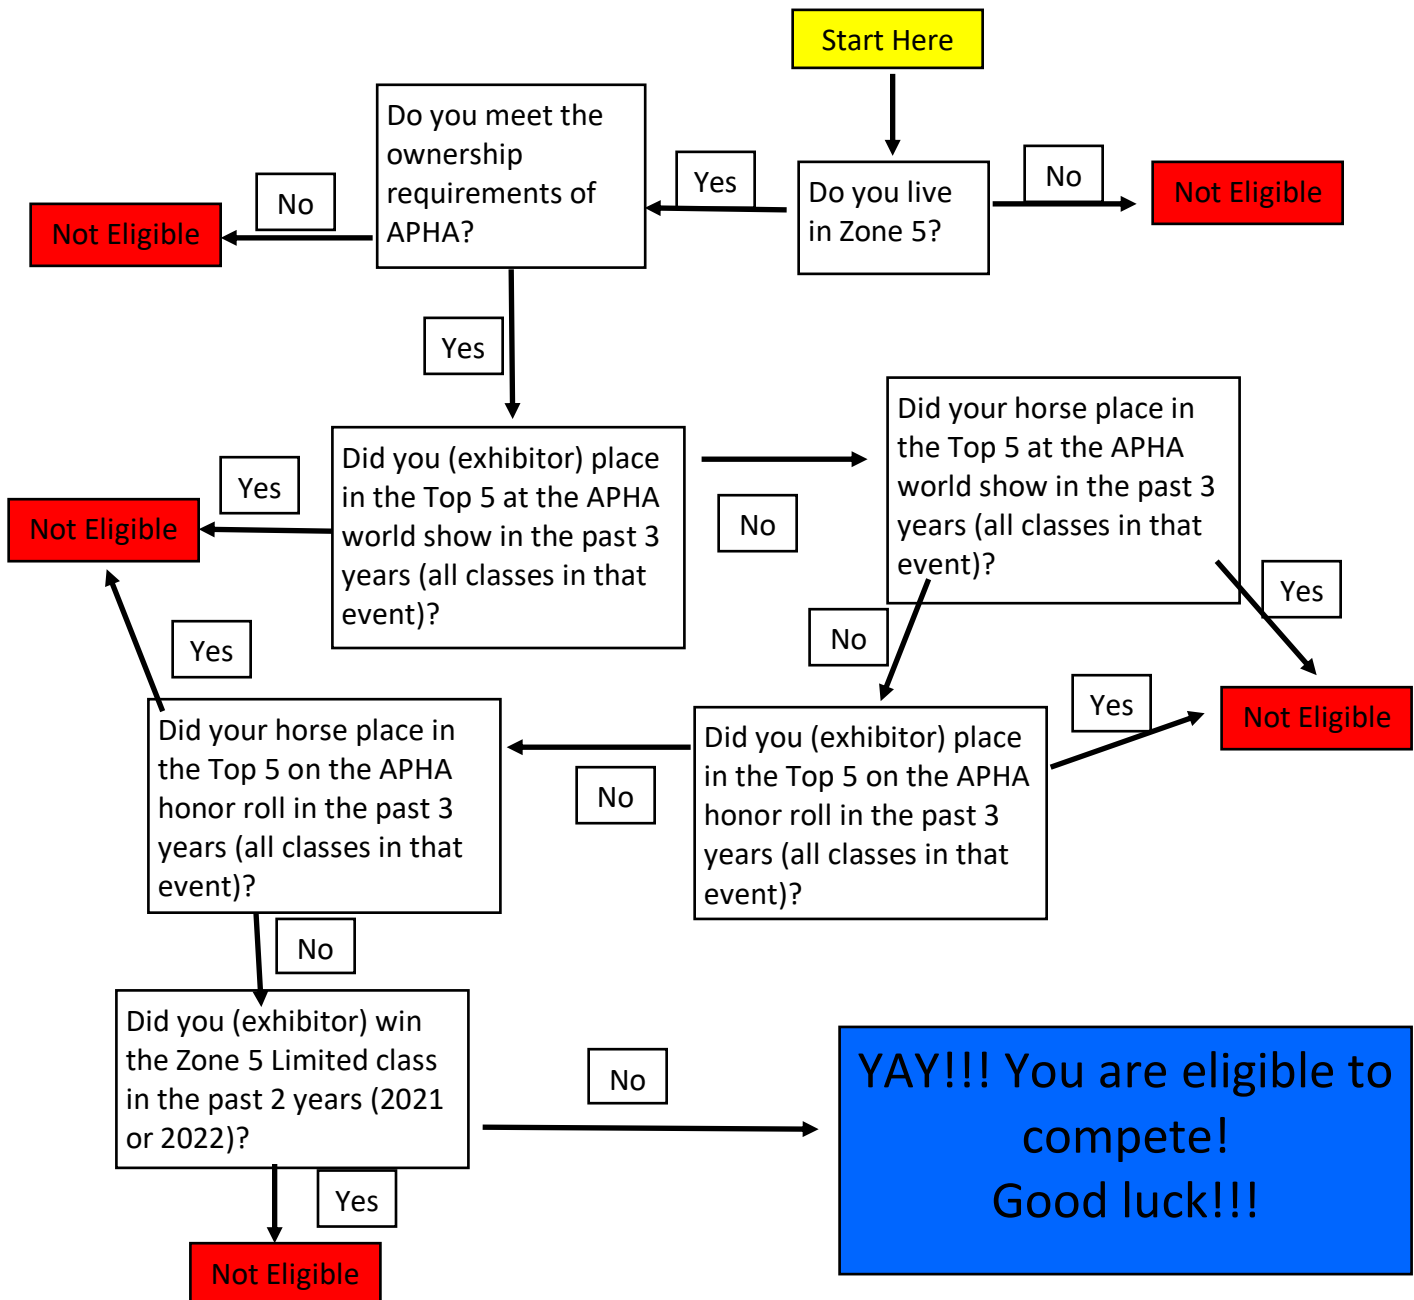 Start Here
Do you live
in Zone 5?
No
Not Eligible
Yes
Do you meet the
ownership
requirements of
APHA?
No
Not Eligible
Yes
Did you (exhibitor) place
in the Top 5 at the APHA
world show in the past 3
years (all classes in that
event)?
Yes
Not Eligible
No
Did your horse place in
the Top 5 at the APHA
world show in the past 3
years (all classes in that
event)?
Yes
Not Eligible
No
Did you (exhibitor) place
in the Top 5 on the APHA
honor roll in the past 3
years (all classes in that
event)?
Yes
No
Did your horse place in
the Top 5 on the APHA
honor roll in the past 3
years (all classes in that
event)?
Yes
No
Did you (exhibitor) win
the Zone 5 Limited class
in the past 2 years (2021
or 2022)?
Yes
Not Eligible
No
YAY!!! You are eligible to
compete!
Good luck!!!